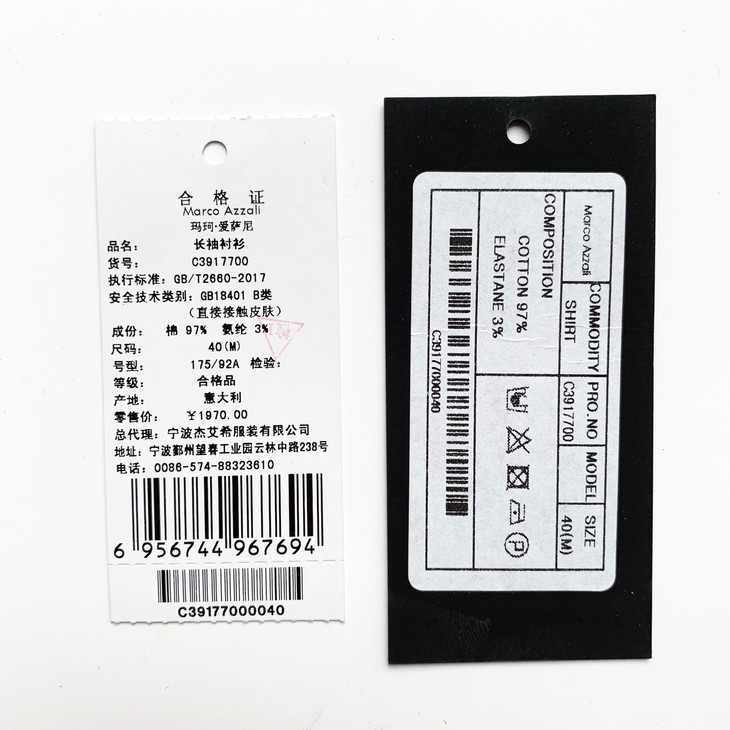 合格证
Marco Azzali
玛珂·爱萨尼
品名： 长袖衬衫
货号： C3917700
执行标准：GB/T2660-2017
安全技术类别：GB18401 B类
（直接接触皮肤）
成份： 棉 97% 氨纶 3%
尺码： 40(M)
号型： 175/92A 检验：
等级： 合格品
产地： 意大利
零售价： ￥1970.00
总代理：宁波杰艾希服装有限公司
地址：宁波鄞州望春工业园云林中路238号
电话：0086-574-88323610
6 956744 967694
C39177000040
Marco Azzali
COMMODITY
SHIRT
PRO.NO
C3917700
MODEL
SIZE
40(M)
COMPOSITION
COTTON 97%
ELASTANE 3%
P
C39177000040